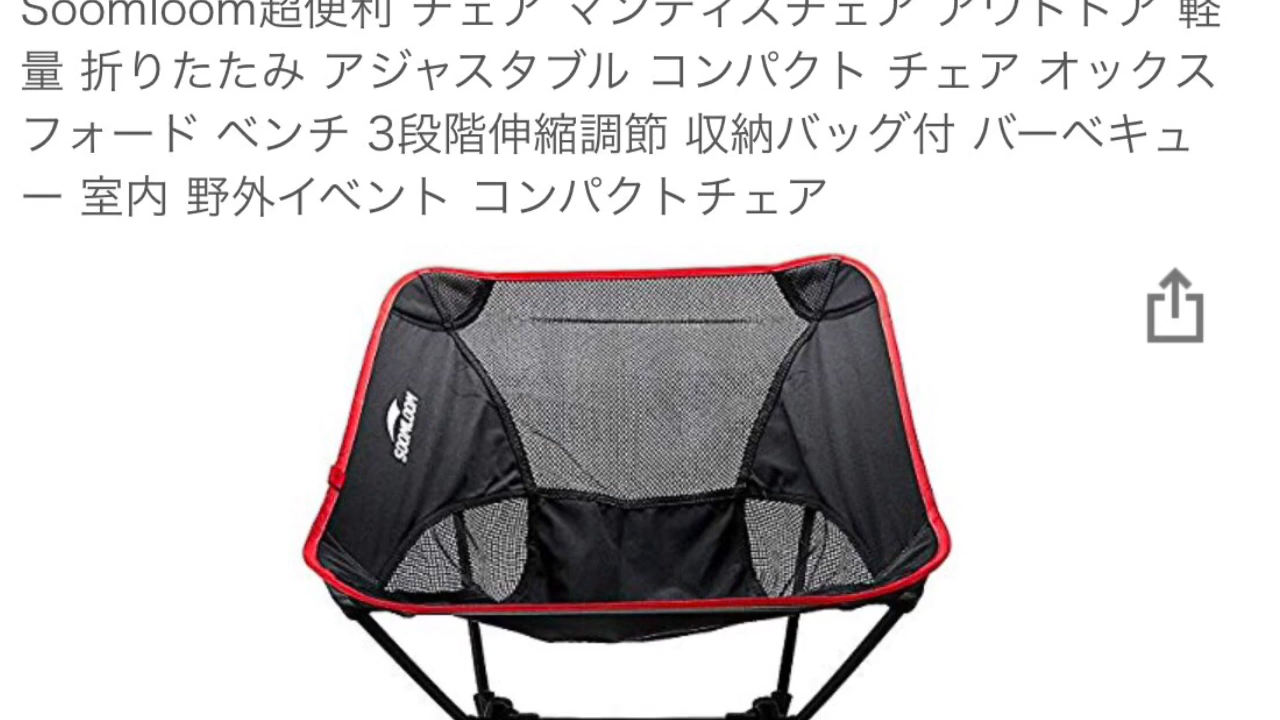 Soomloom超便利 チェア マンティスチェア アウトドア 軽
量 折りたたみ アジャスタブル コンパクト チェア オックス
フォード ベンチ 3段階伸縮調節 収納バッグ付 バーベキュ
ー 室内 野外イベント コンパクトチェア
SOOMLOOM